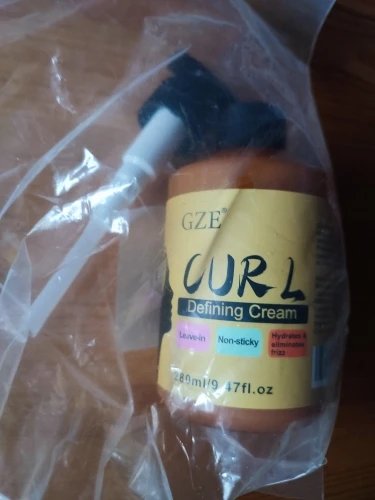 GZE®
CURL
Defining Cream
Leave-in
Non-sticky
Hydrates &
eliminates
frizz
280ml/9.47fl.oz